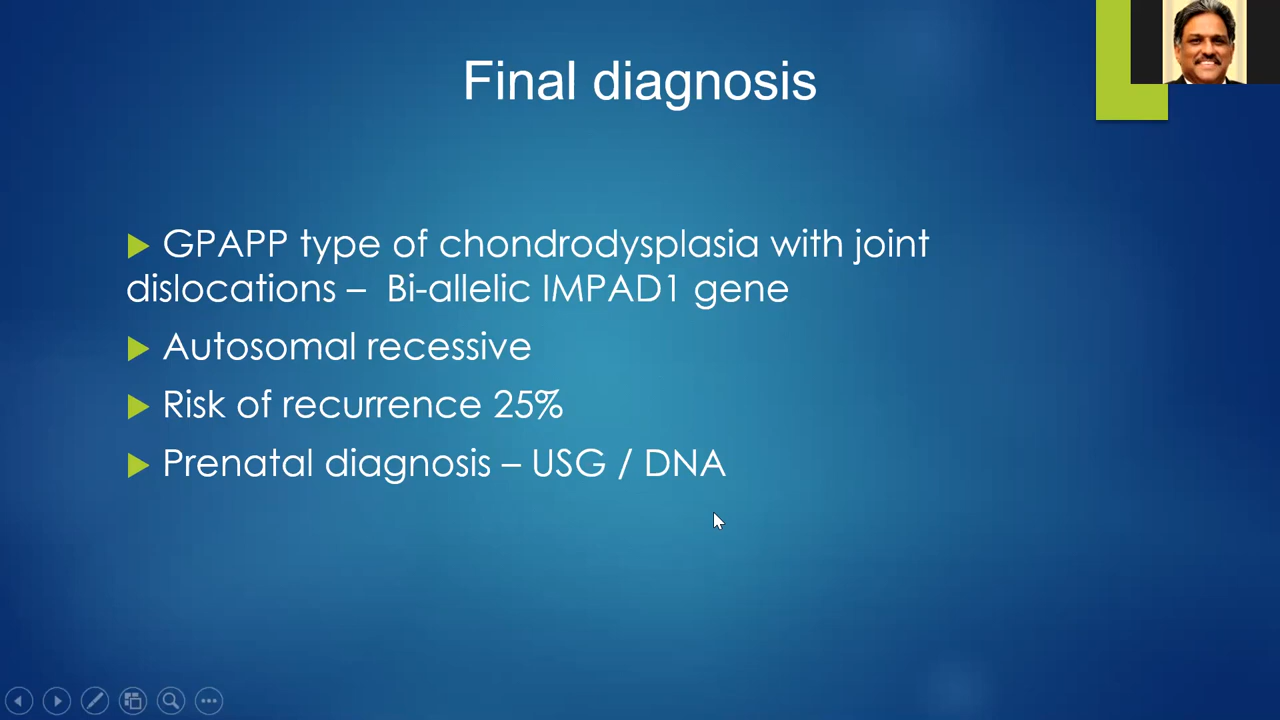 Final diagnosis
GPAPP type of chondrodysplasia with joint
dislocations – Bi-allelic IMPAD1 gene
Autosomal recessive
Risk of recurrence 25%
Prenatal diagnosis – USG / DNA